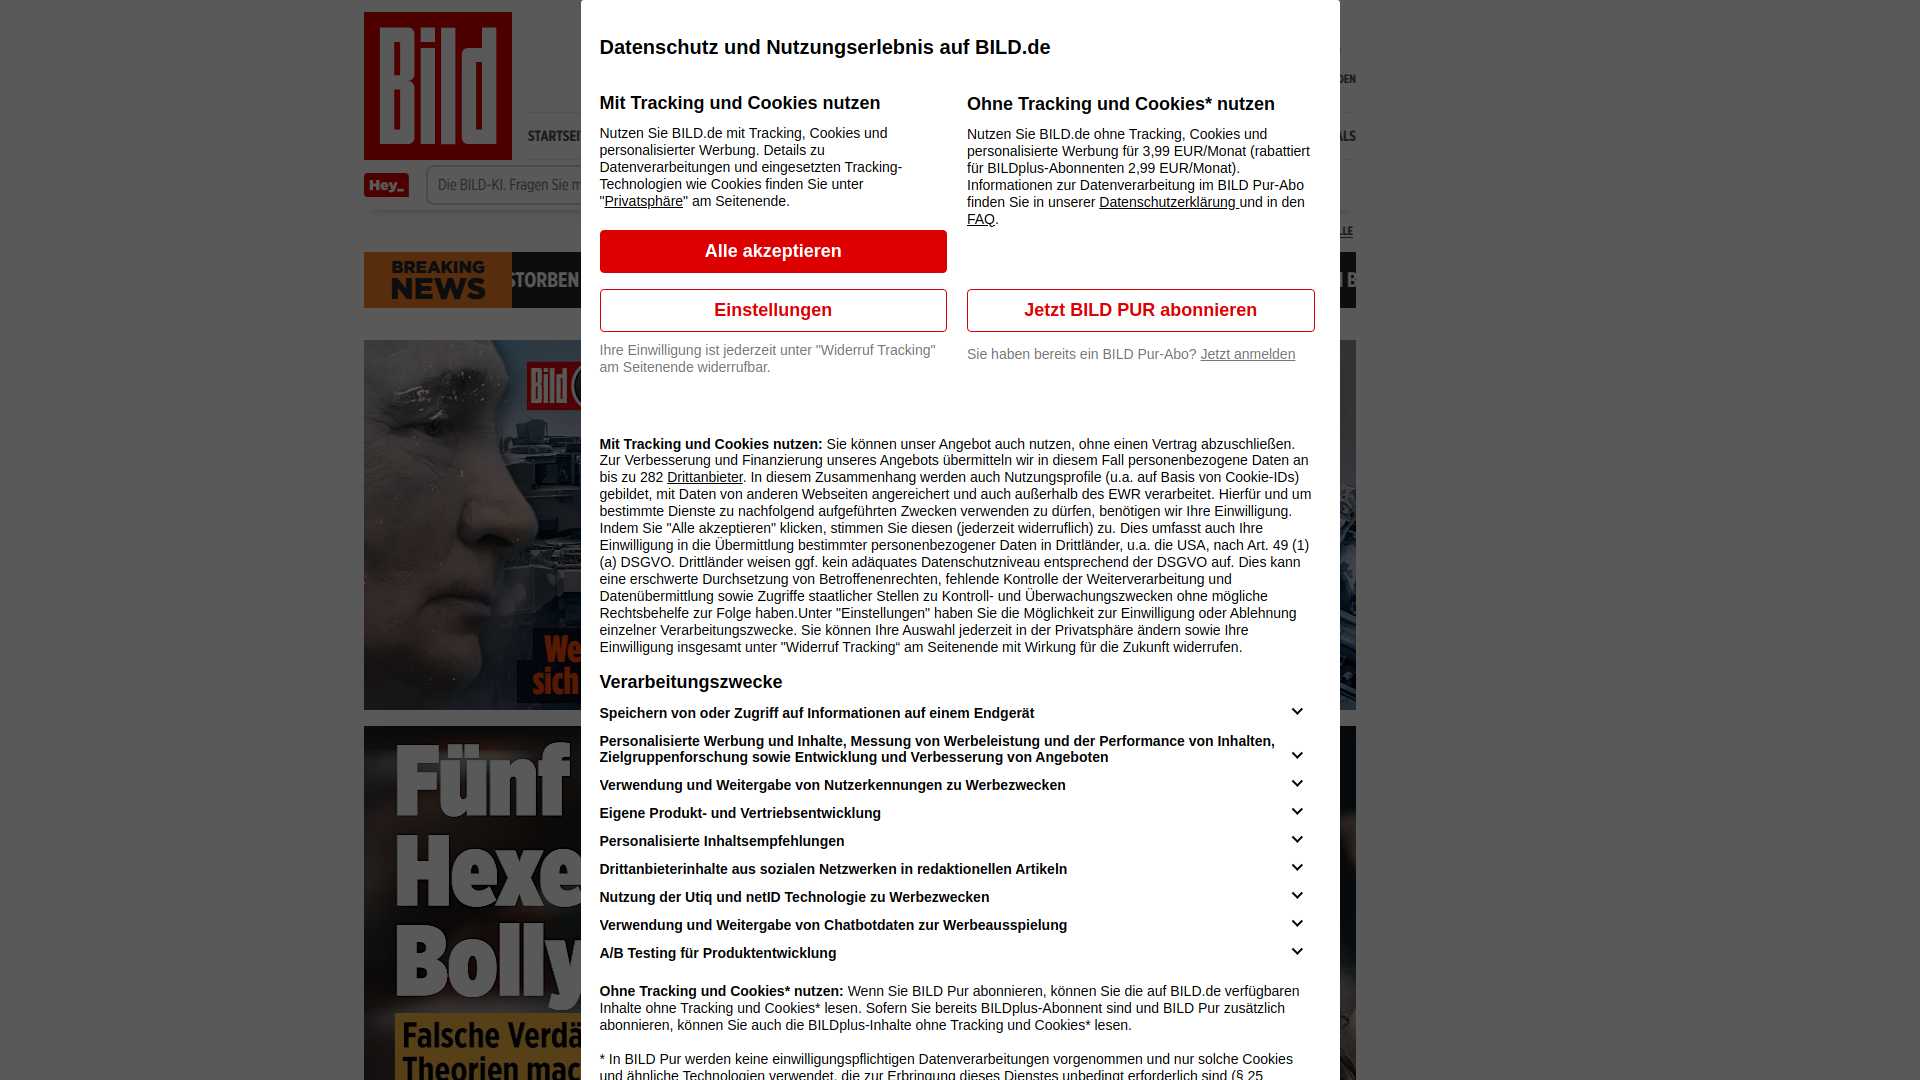 Bild
DEN
STARTSEI
ALS
Hey_
Die BILD-KI. Fragen Sie m
LLE
BREAKING
NEWS
STORBEN
Bild
We
sich
Fünf
Hexe
Bolly
Falsche Verdä
Theorien mac
Datenschutz und Nutzungserlebnis auf BILD.de
Mit Tracking und Cookies nutzen
Nutzen Sie BILD.de mit Tracking, Cookies und
personalisierter Werbung. Details zu
Datenverarbeitungen und eingesetzten Tracking-
Technologien wie Cookies finden Sie unter
"Privatsphäre" am Seitenende.
Alle akzeptieren
Einstellungen
Ihre Einwilligung ist jederzeit unter "Widerruf Tracking"
am Seitenende widerrufbar.
Ohne Tracking und Cookies* nutzen
Nutzen Sie BILD.de ohne Tracking, Cookies und
personalisierte Werbung für 3,99 EUR/Monat (rabattiert
für BILDplus-Abonnenten 2,99 EUR/Monat).
Informationen zur Datenverarbeitung im BILD Pur-Abo
finden Sie in unserer Datenschutzerklärung und in den
FAQ.
Jetzt BILD PUR abonnieren
Sie haben bereits ein BILD Pur-Abo? Jetzt anmelden
Mit Tracking und Cookies nutzen: Sie können unser Angebot auch nutzen, ohne einen Vertrag abzuschließen.
Zur Verbesserung und Finanzierung unseres Angebots übermitteln wir in diesem Fall personenbezogene Daten an
bis zu 282 Drittanbieter. In diesem Zusammenhang werden auch Nutzungsprofile (u.a. auf Basis von Cookie-IDs)
gebildet, mit Daten von anderen Webseiten angereichert und auch außerhalb des EWR verarbeitet. Hierfür und um
bestimmte Dienste zu nachfolgend aufgeführten Zwecken verwenden zu dürfen, benötigen wir Ihre Einwilligung.
Indem Sie "Alle akzeptieren" klicken, stimmen Sie diesen (jederzeit widerruflich) zu. Dies umfasst auch Ihre
Einwilligung in die Übermittlung bestimmter personenbezogener Daten in Drittländer, u.a. die USA, nach Art. 49 (1)
(a) DSGVO. Drittländer weisen ggf. kein adäquates Datenschutzniveau entsprechend der DSGVO auf. Dies kann
eine erschwerte Durchsetzung von Betroffenenrechten, fehlende Kontrolle der Weiterverarbeitung und
Datenübermittlung sowie Zugriffe staatlicher Stellen zu Kontroll- und Überwachungszwecken ohne mögliche
Rechtsbehelfe zur Folge haben.Unter "Einstellungen" haben Sie die Möglichkeit zur Einwilligung oder Ablehnung
einzelner Verarbeitungszwecke. Sie können Ihre Auswahl jederzeit in der Privatsphäre ändern sowie Ihre
Einwilligung insgesamt unter "Widerruf Tracking“ am Seitenende mit Wirkung für die Zukunft widerrufen.
Verarbeitungszwecke
Speichern von oder Zugriff auf Informationen auf einem Endgerät
Personalisierte Werbung und Inhalte, Messung von Werbeleistung und der Performance von Inhalten,
Zielgruppenforschung sowie Entwicklung und Verbesserung von Angeboten
Verwendung und Weitergabe von Nutzerkennungen zu Werbezwecken
Eigene Produkt- und Vertriebsentwicklung
Personalisierte Inhaltsempfehlungen
Drittanbieterinhalte aus sozialen Netzwerken in redaktionellen Artikeln
Nutzung der Utiq und netID Technologie zu Werbezwecken
Verwendung und Weitergabe von Chatbotdaten zur Werbeausspielung
A/B Testing für Produktentwicklung
Ohne Tracking und Cookies* nutzen: Wenn Sie BILD Pur abonnieren, können Sie die auf BILD.de verfügbaren
Inhalte ohne Tracking und Cookies* lesen. Sofern Sie bereits BILDplus-Abonnent sind und BILD Pur zusätzlich
abonnieren, können Sie auch die BILDplus-Inhalte ohne Tracking und Cookies* lesen.
* In BILD Pur werden keine einwilligungspflichtigen Datenverarbeitungen vorgenommen und nur solche Cookies
und ähnliche Technologien verwendet, die zur Erbringung dieses Dienstes unbedingt erforderlich sind (§ 25